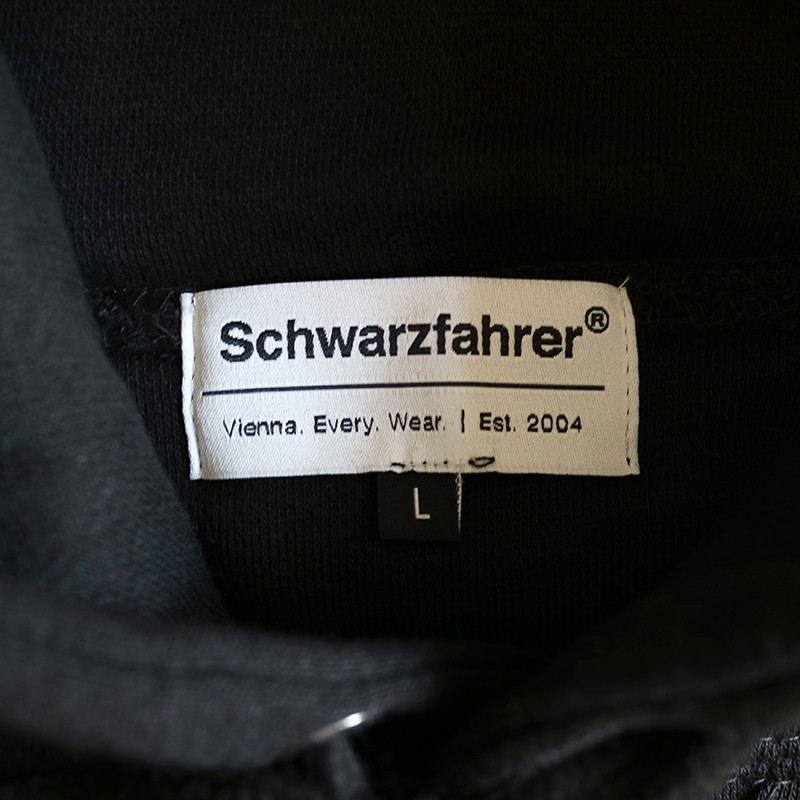 Schwarzfahrer®
Vienna. Every. Wear. | Est. 2004
L